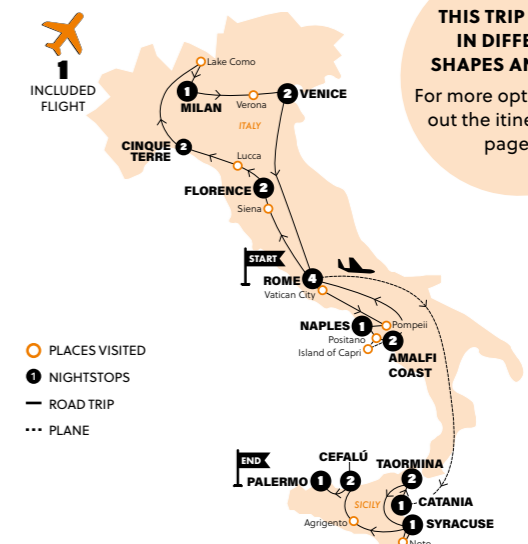 1
INCLUDED
FLIGHT
THIS TRIP
IN DIFFE
SHAPES AN
For more opt
out the itine
page
Lake Como
1
MILAN
Verona
2 VENICE
ITALY
CINQUE
TERRE
2
Lucca
FLORENCE 2
Siena
START
ROME 4
Vatican City
NAPLES 1
Pompeii
Positano
Island of Capri
2
AMALFI
COAST
PLACES VISITED
1 NIGHTSTOPS
ROAD TRIP
PLANE
END
CEFALÚ
TAORMINA
PALERMO 1
2
2
SICILY
1 CATANIA
Agrigento
1 SYRACUSE
Noto